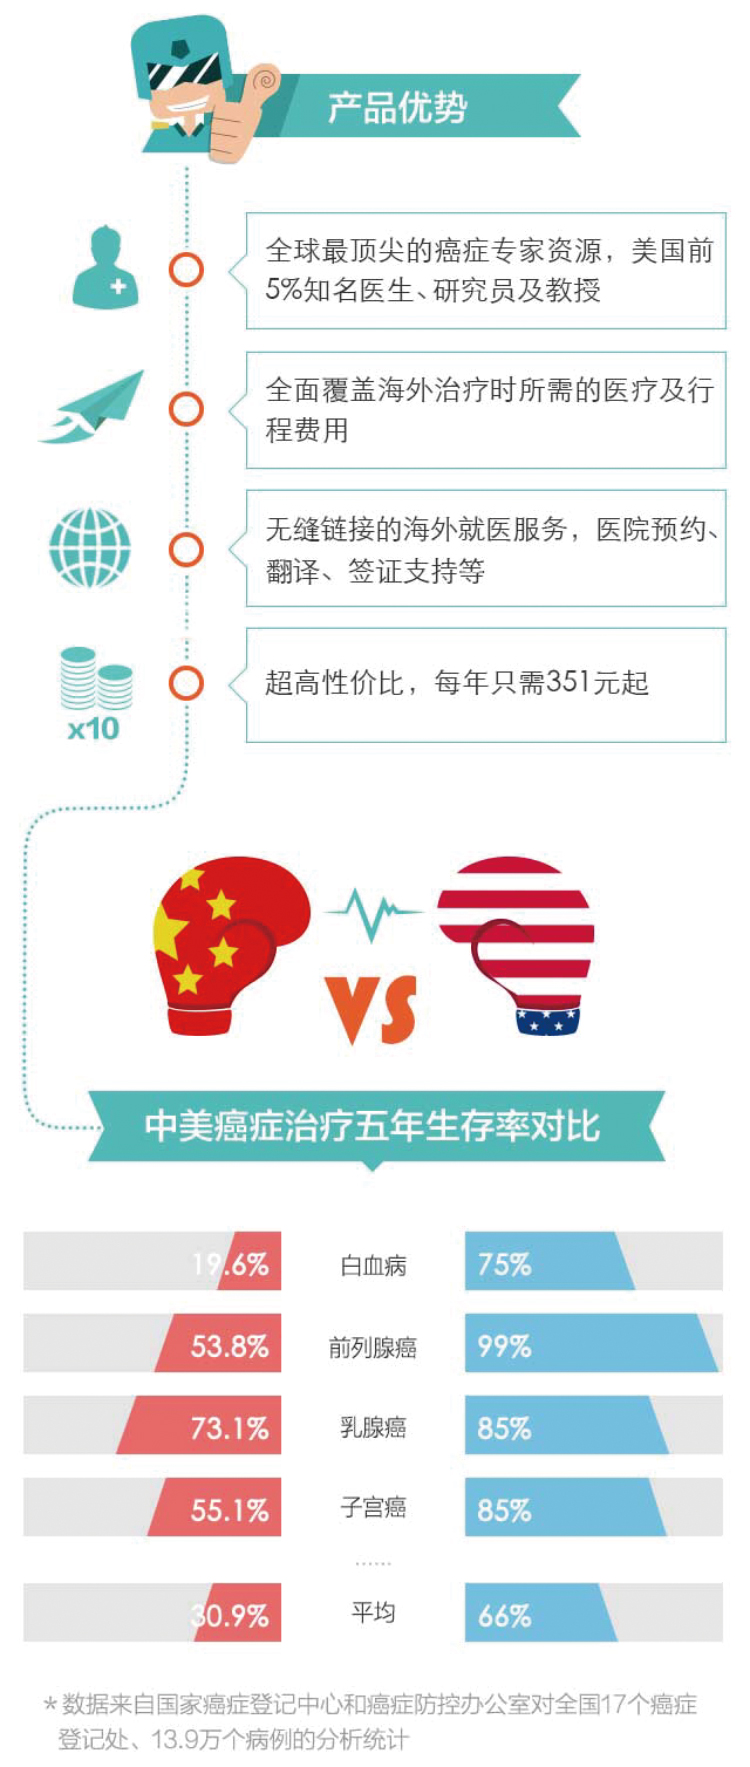 产品优势
全球最顶尖的癌症专家资源，美国前
5%知名医生、研究员及教授
全面覆盖海外治疗时所需的医疗及行
程费用
无缝链接的海外就医服务，医院预约、
翻译、签证支持等
x10
超高性价比，每年只需351元起
VS
中美癌症治疗五年生存率对比
19.6% 白血病 75%
53.8% 前列腺癌 99%
73.1% 乳腺癌 85%
55.1% 子宫癌 85%
......
30.9% 平均 66%
*数据来自国家癌症登记中心和癌症防控办公室对全国17个癌症
登记处、13.9万个病例的分析统计